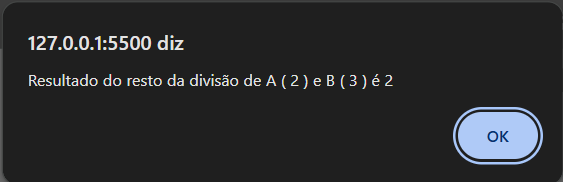 127.0.0.1:5500 diz
Resultado do resto da divisão de A ( 2 ) e B ( 3 ) é 2
OK